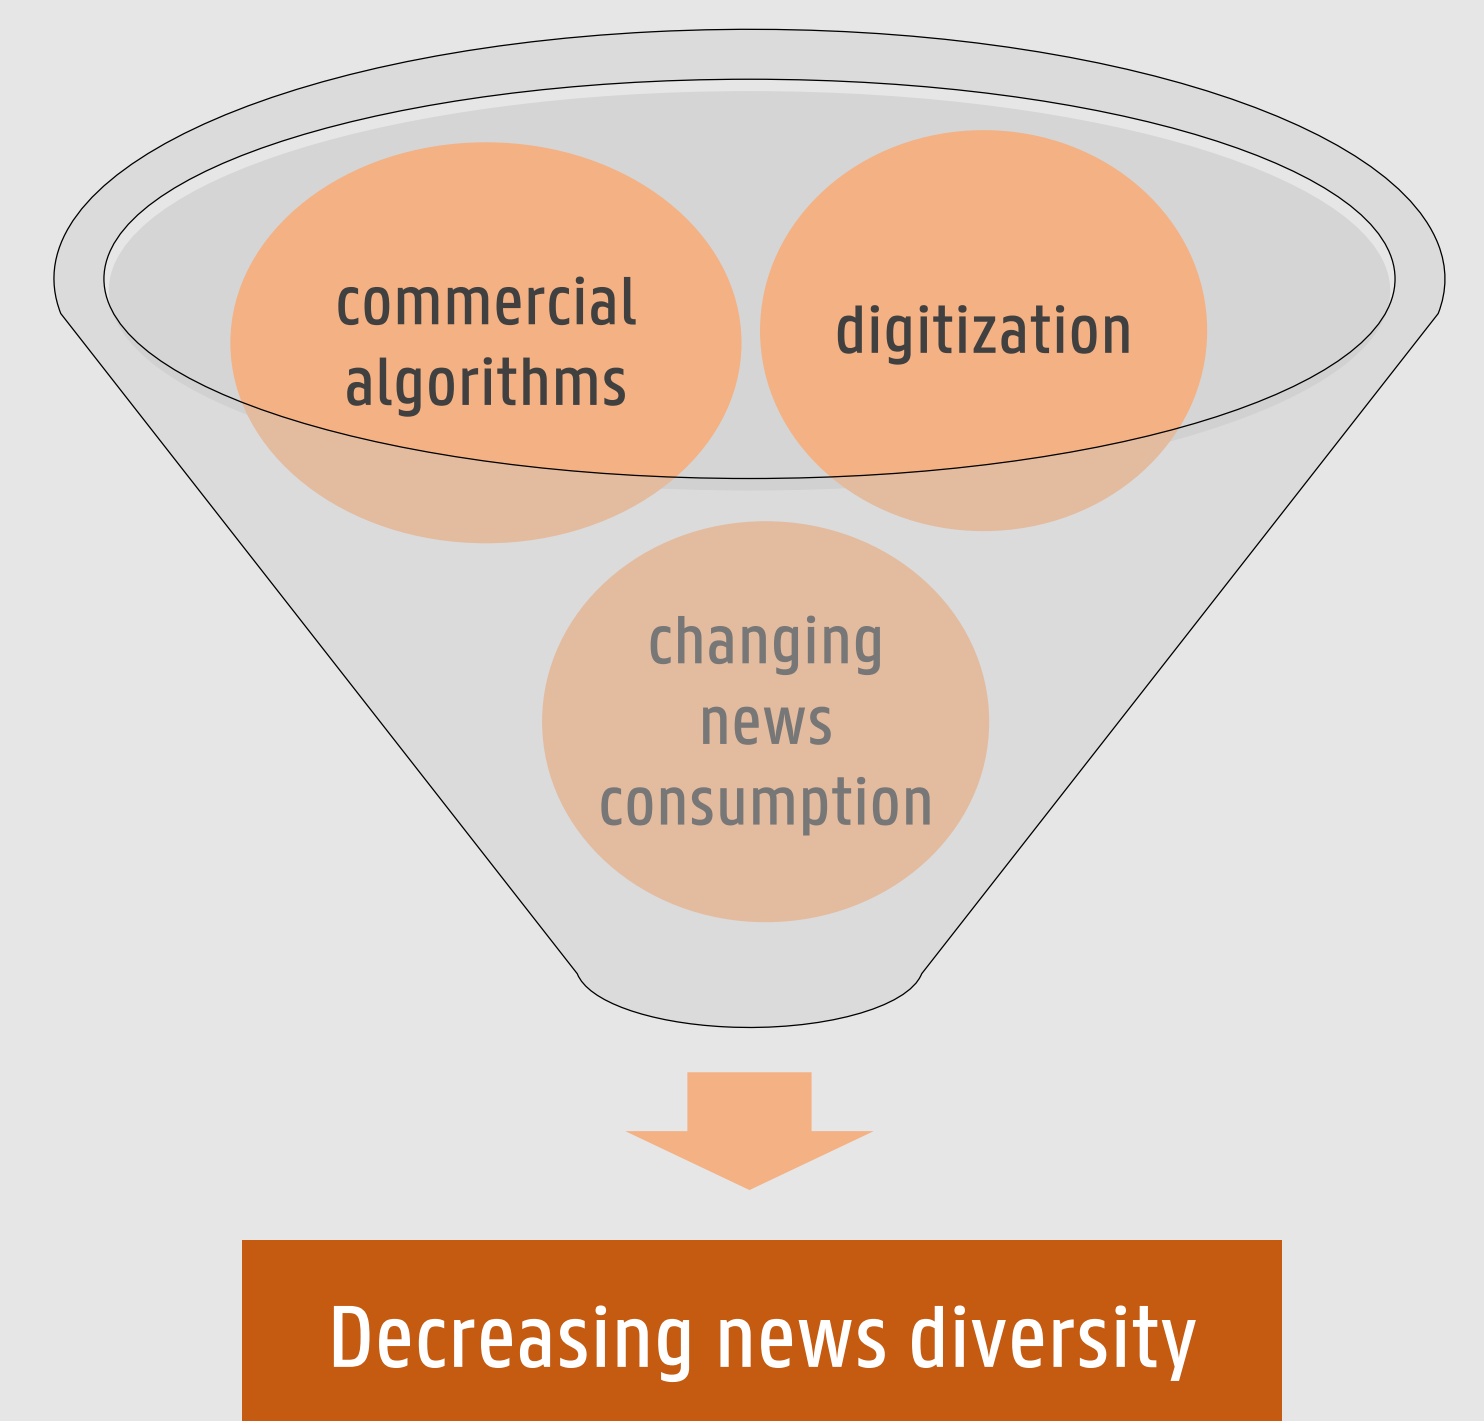 commercial
algorithms
digitization
changing
news
consumption
Decreasing news diversity